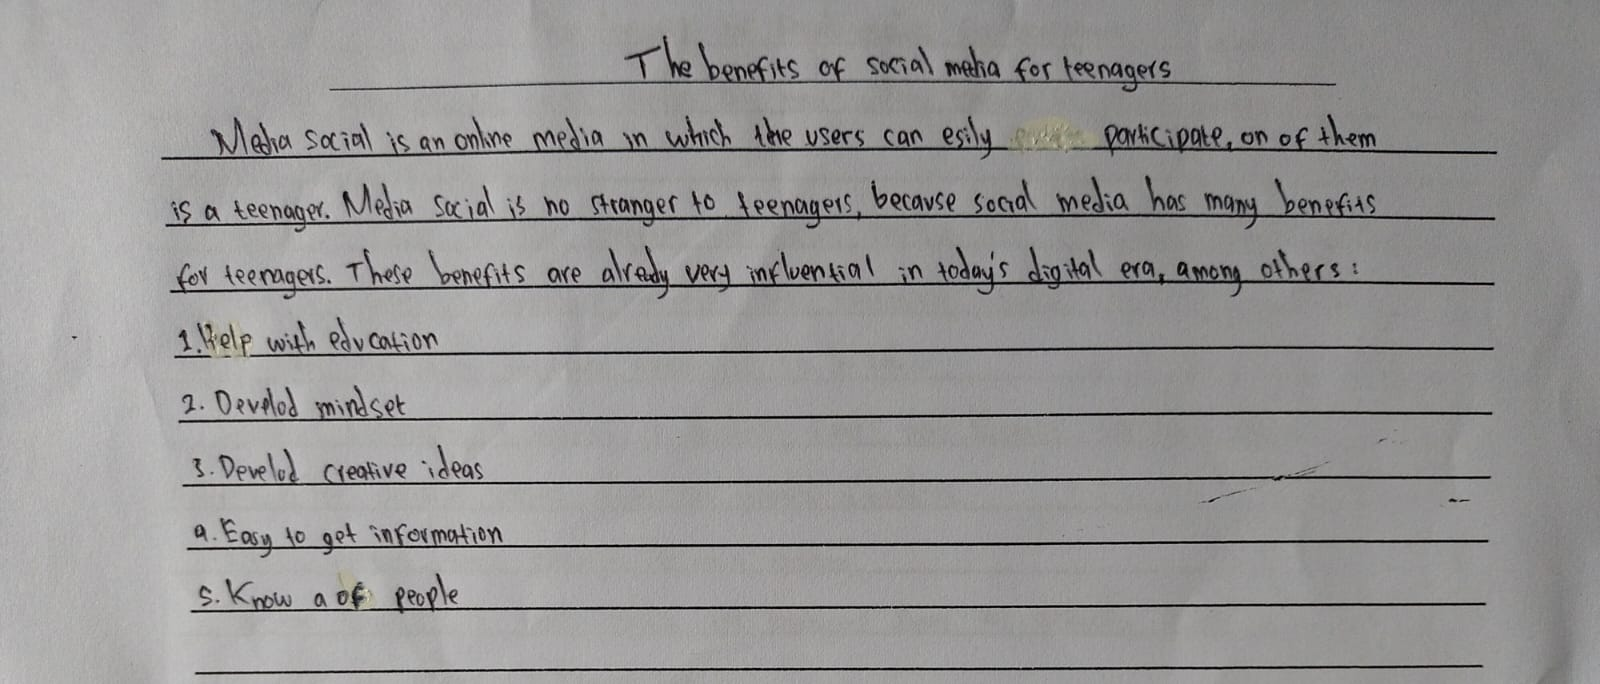 The benefits of social media for teenagers
Media social is an online media in which the users can esily participate, on of them
is a teenager. Media social is no stranger to teenagers, because social media has many benefits
for teenagers. These benefits are already very influential in today's digital era, among others :
1. Help with education
2. Develod mindset
3. Develod creative ideas
4. Easy to get information
5. Know a of people